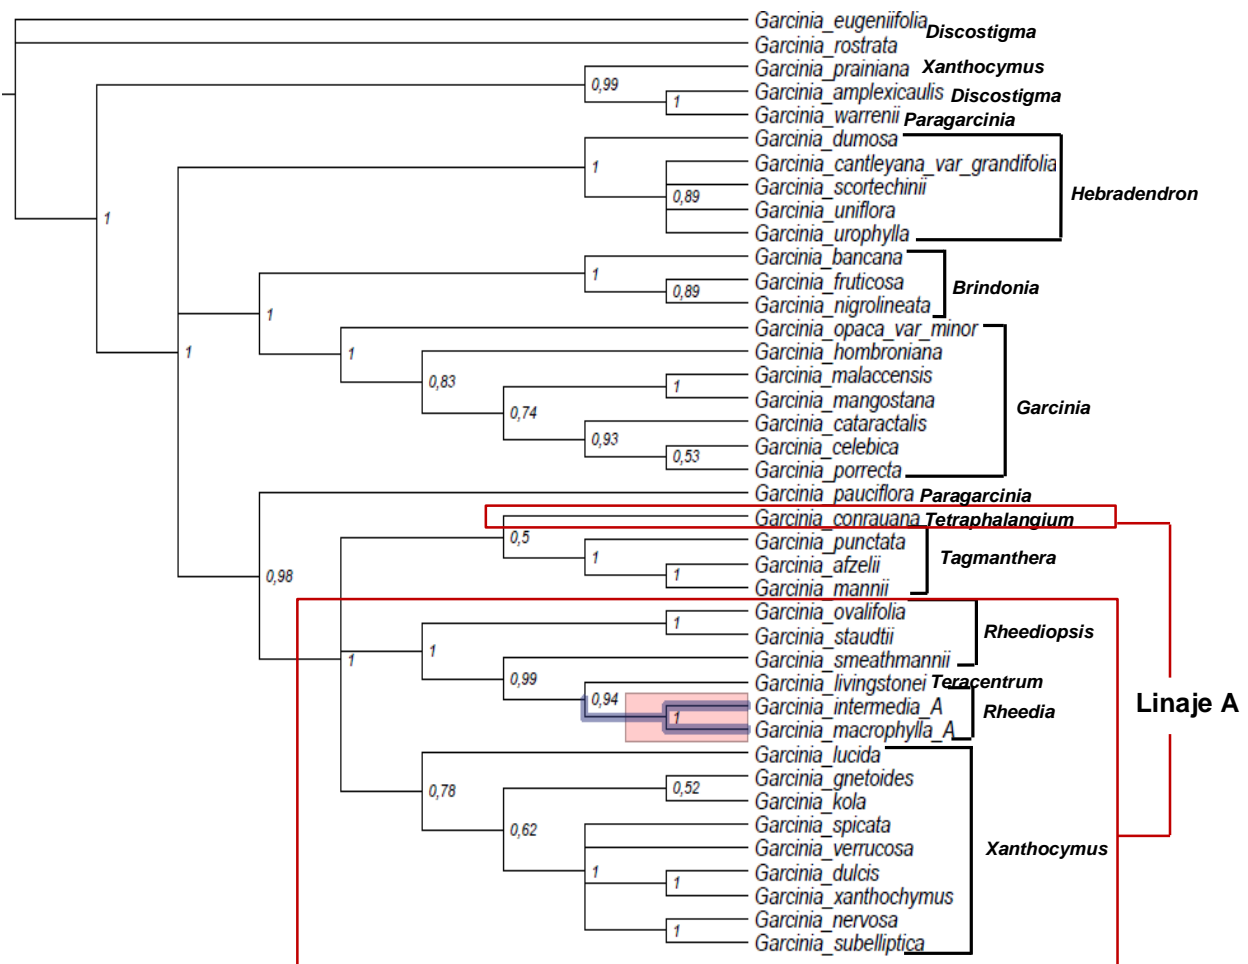 Garcinia_eugeniifolia
Discostigma
Garcinia_rostrata
Garcinia_prainiana Xanthocymus
0,99
Garcinia_amplexicaulis Discostigma
1
Garcinia_warrenii Paragarcinia
Garcinia_dumosa
1
Garcinia_cantleyana_var_grandifolia
Garcinia_scortechinii
0,89
Hebradendron
Garcinia_uniflora
1
Garcinia_urophylla
Garcinia_bancana
1
Garcinia_fruticosa
0,89
Brindonia
Garcinia_nigrolineata
1
Garcinia_opaca_var_minor
1
1
Garcinia_hombroniana
Garcinia_malaccensis
0,83
1
Garcinia_mangostana
Garcinia
0,74
Garcinia_cataractalis
0,93
Garcinia_celebica
0,53
Garcinia_porrecta
Garcinia_pauciflora Paragarcinia
Garcinia_conrauana Tetraphalangium
0,5
Garcinia_punctata
1
Garcinia_afzelii
Tagmanthera
0,98
1
Garcinia_mannii
Garcinia_ovalifolia
1
Garcinia_staudtii
Rheediopsis
1
1
Garcinia_smeathmannii
0,99
Garcinia_livingstonei Teracentrum
0,94
Garcinia_intermedia_A
1
Rheedia
Linaje A
Garcinia_macrophylla_A
Garcinia_lucida
Garcinia_gnetoides
0,78
0,52
Garcinia_kola
Garcinia_spicata
0,62
Garcinia_verrucosa
Xanthocymus
Garcinia_dulcis
1
1
Garcinia_xanthochymus
Garcinia_nervosa
1
Garcinia_subelliptica